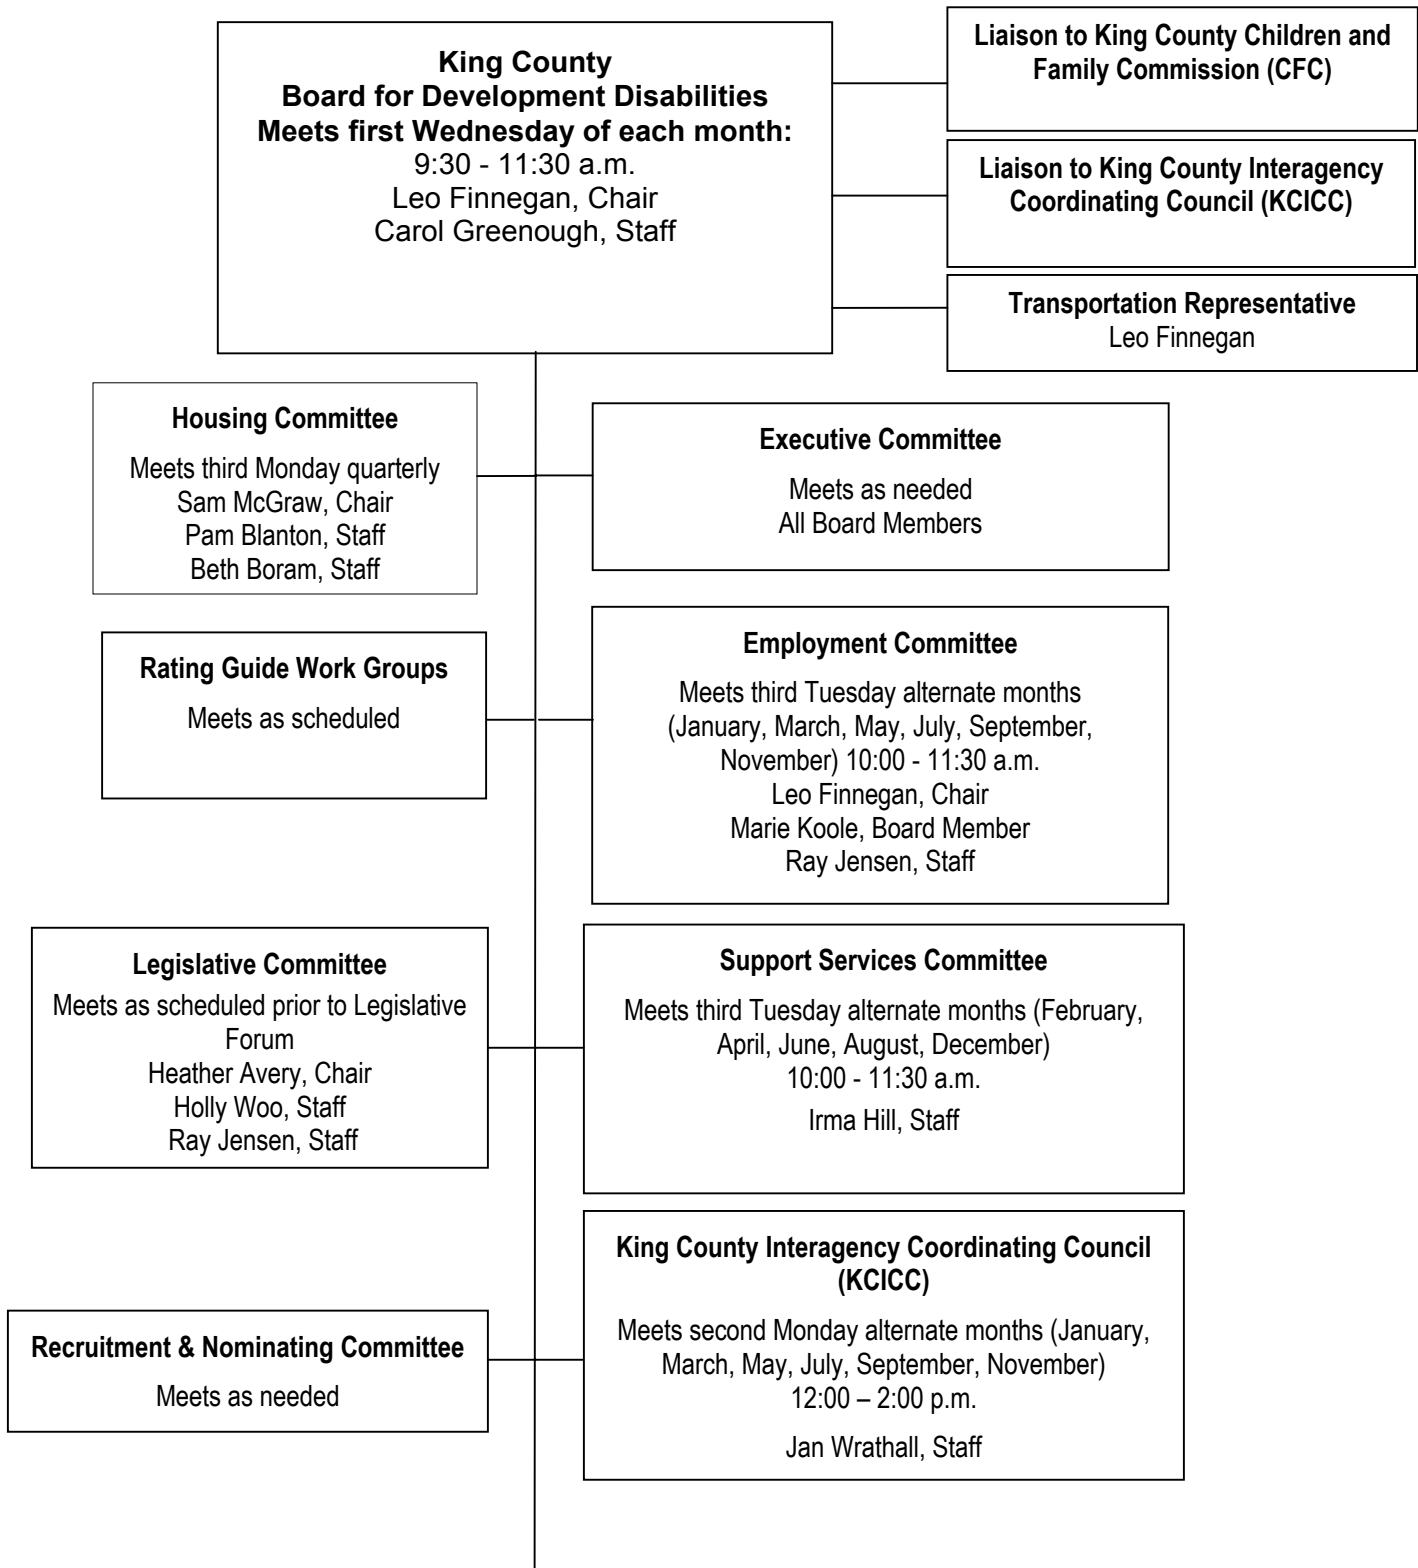 King County
Board for Development Disabilities
Meets first Wednesday of each month:
9:30 - 11:30 a.m.
Leo Finnegan, Chair
Carol Greenough, Staff
Liaison to King County Children and
Family Commission (CFC)
Liaison to King County Interagency
Coordinating Council (KCICC)
Transportation Representative
Leo Finnegan
Housing Committee
Meets third Monday quarterly
Sam McGraw, Chair
Pam Blanton, Staff
Beth Boram, Staff
Executive Committee
Meets as needed
All Board Members
Rating Guide Work Groups
Meets as scheduled
Employment Committee
Meets third Tuesday alternate months
(January, March, May, July, September,
November) 10:00 - 11:30 a.m.
Leo Finnegan, Chair
Marie Koole, Board Member
Ray Jensen, Staff
Legislative Committee
Meets as scheduled prior to Legislative
Forum
Heather Avery, Chair
Holly Woo, Staff
Ray Jensen, Staff
Support Services Committee
Meets third Tuesday alternate months (February,
April, June, August, December)
10:00 - 11:30 a.m.
Irma Hill, Staff
Recruitment & Nominating Committee
Meets as needed
King County Interagency Coordinating Council
(KCICC)
Meets second Monday alternate months (January,
March, May, July, September, November)
12:00 – 2:00 p.m.
Jan Wrathall, Staff